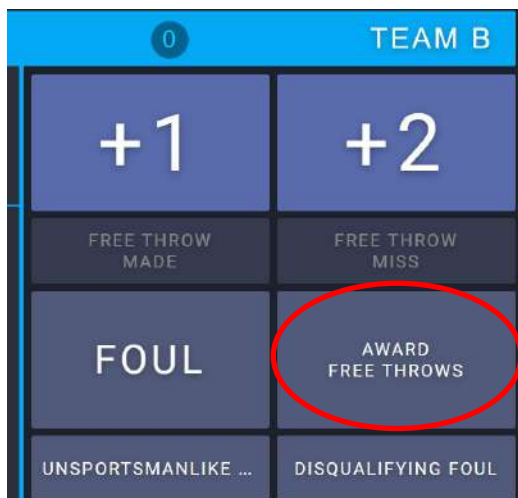 0 TEAM B
+1 +2
FREE THROW FREE THROW
MADE MISS
FOUL AWARD
FREE THROWS
UNSPORTSMANLIKE ... DISQUALIFYING FOUL